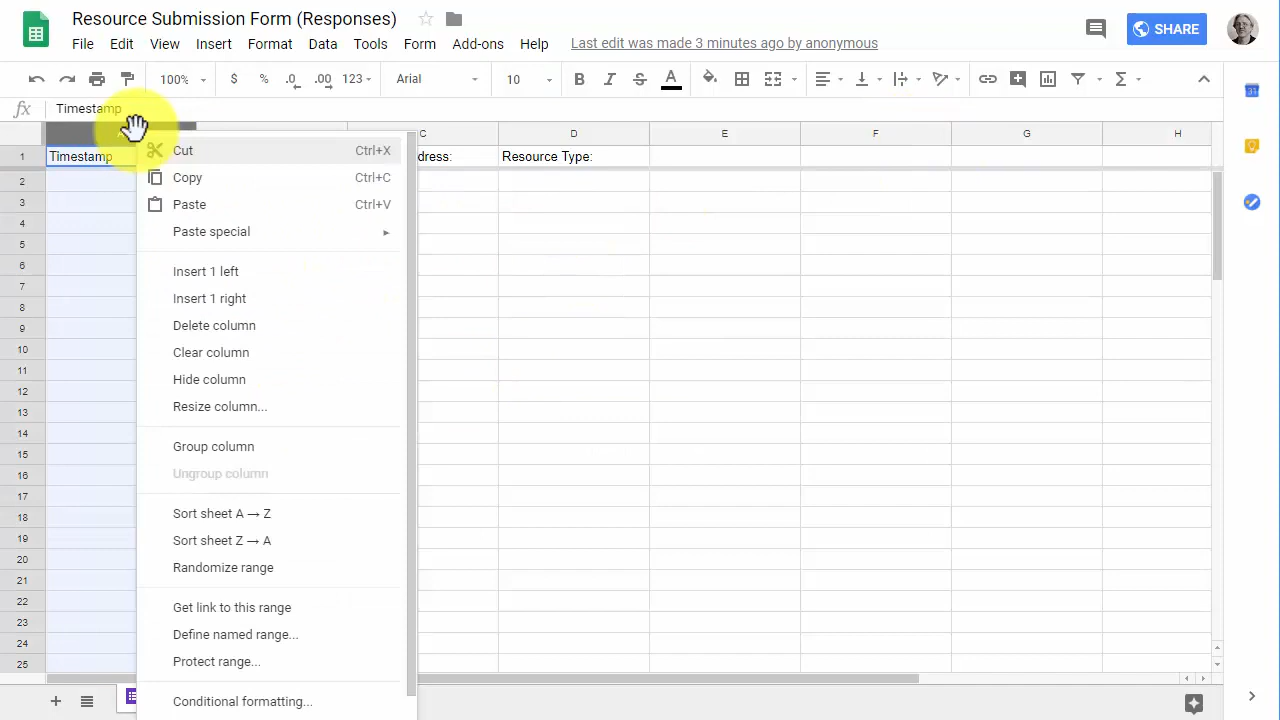 Resource Submission Form (Responses)
SHARE
File Edit View Insert Format Data Tools Form Add-ons Help Last edit was made 3 minutes ago by anonymous
100% $ % .0 .00 123 Arial 10 B I S A Σ
31
fx Timestamp
C D E F G H
1 Timestamp dress: Resource Type:
Cut Ctrl+X
2
Copy Ctrl+C
3
Paste Ctrl+V
4
Paste special
5
6
Insert 1 left
7
Insert 1 right
8
Delete column
9
Clear column
10
Hide column
11
Resize column...
12
13
Group column
14
15
Ungroup column
16
17
Sort sheet A → Z
18
Sort sheet Z → A
19
Randomize range
20
21
Get link to this range
22
Define named range...
23
Protect range...
24
25
Conditional formatting...